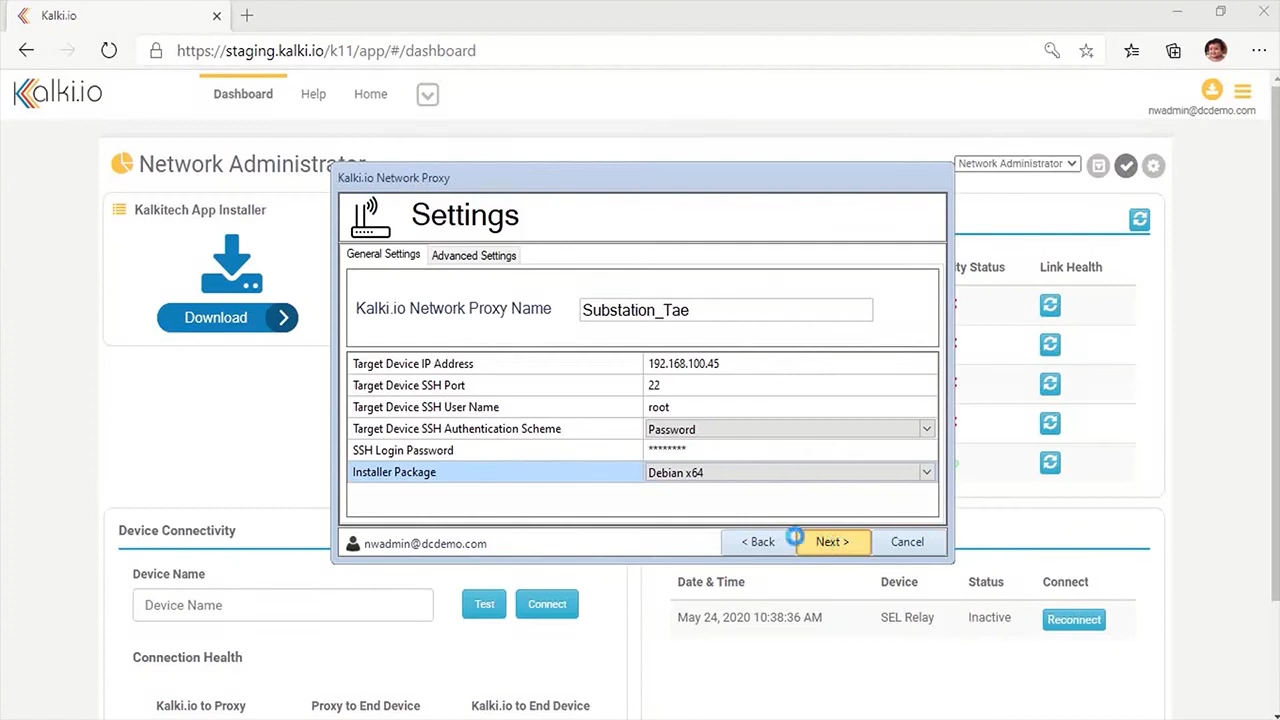 Kalki.io
https://staging.kalki.io/k11/app/#/dashboard
Kalki.io
Dashboard
Help
Home
nwadmin@dcdemo.com
Network Administrator
Network Administrator
Kalkitech App Installer
Download
Kalki.io Network Proxy
Settings
General Settings
Advanced Settings
Kalki.io Network Proxy Name
Substation_Tae
Target Device IP Address
192.168.100.45
Target Device SSH Port
22
Target Device SSH User Name
root
Target Device SSH Authentication Scheme
Password
SSH Login Password
********
Installer Package
Debian x64
nwadmin@dcdemo.com
< Back
Next >
Cancel
ty Status
Link Health
Device Connectivity
Device Name
Device Name
Test
Connect
Connection Health
Kalki.io to Proxy
Proxy to End Device
Kalki.io to End Device
Date & Time
Device
Status
Connect
May 24, 2020 10:38:36 AM
SEL Relay
Inactive
Reconnect